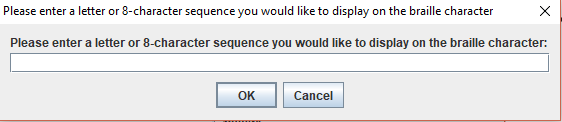 Please enter a letter or 8-character sequence you would like to display on the braille character
Please enter a letter or 8-character sequence you would like to display on the braille character:
OK Cancel